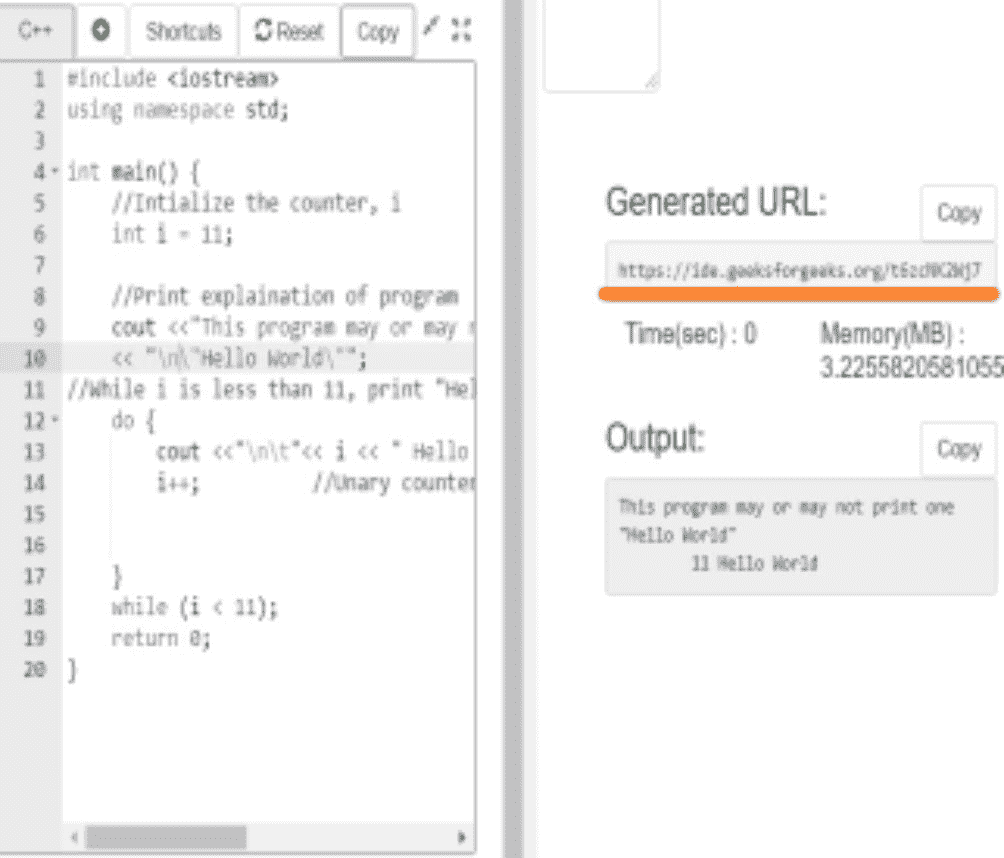 C++
Shortcuts
Reset
Copy
1 #include <iostream>
2 using namespace std;
3
4 int main() {
5 //Intialize the counter, i
6 int i = 11;
7
8 //Print explaination of program
9 cout <<"This program may or may
10 << "\n\"Hello World\"";
11 //While i is less than 11, print "Hel
12 do {
13 cout <<"\n\t"<< i << " Hello
14 i++; //Unary counter
15
16
17 }
18 while (i < 11);
19 return 0;
20 }
Generated URL:
Copy
Time(sec) : 0
Memory(MB) :
3.2255820581055
Output:
Copy
This program may or may not print one
"Hello World"
11 Hello World